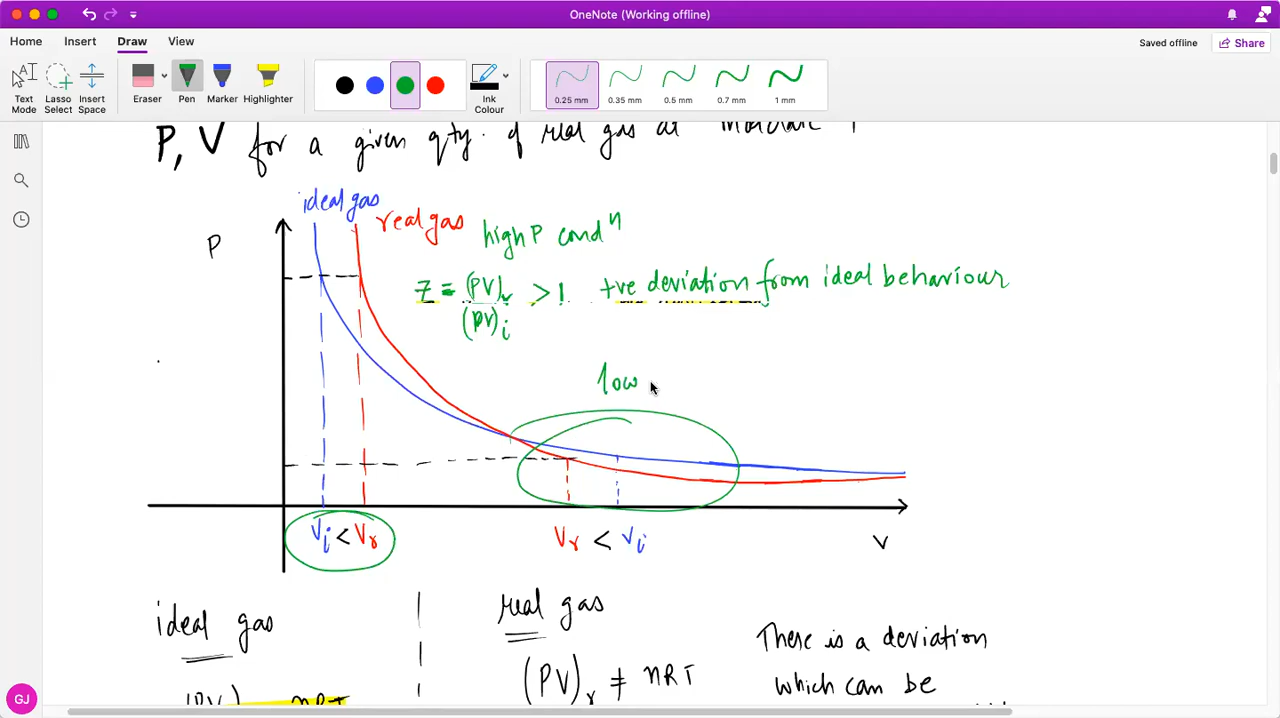 OneNote (Working offline)
Home Insert Draw View
Saved offline
Share
Text Mode
Lasso Select
Insert Space
Eraser
Pen
Marker
Highlighter
Ink Colour
0.25 mm
0.35 mm
0.5 mm
0.7 mm
1 mm
P, V for a given qty. of real gas at
ideal gas
real gas
high P condⁿ
P
Z = (PV)r / (PV)i > 1 +ve deviation from ideal behaviour
low
Vi < Vr
Vr < Vi
V
ideal gas
real gas
There is a deviation
(PV)r ≠ nRT
which can be
nRT
GJ